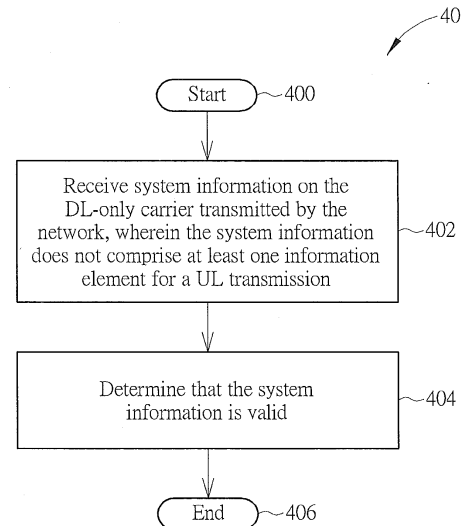 40
Start
400
Receive system information on the
DL-only carrier transmitted by the
network, wherein the system information
does not comprise at least one information
element for a UL transmission
402
Determine that the system
information is valid
404
End
406